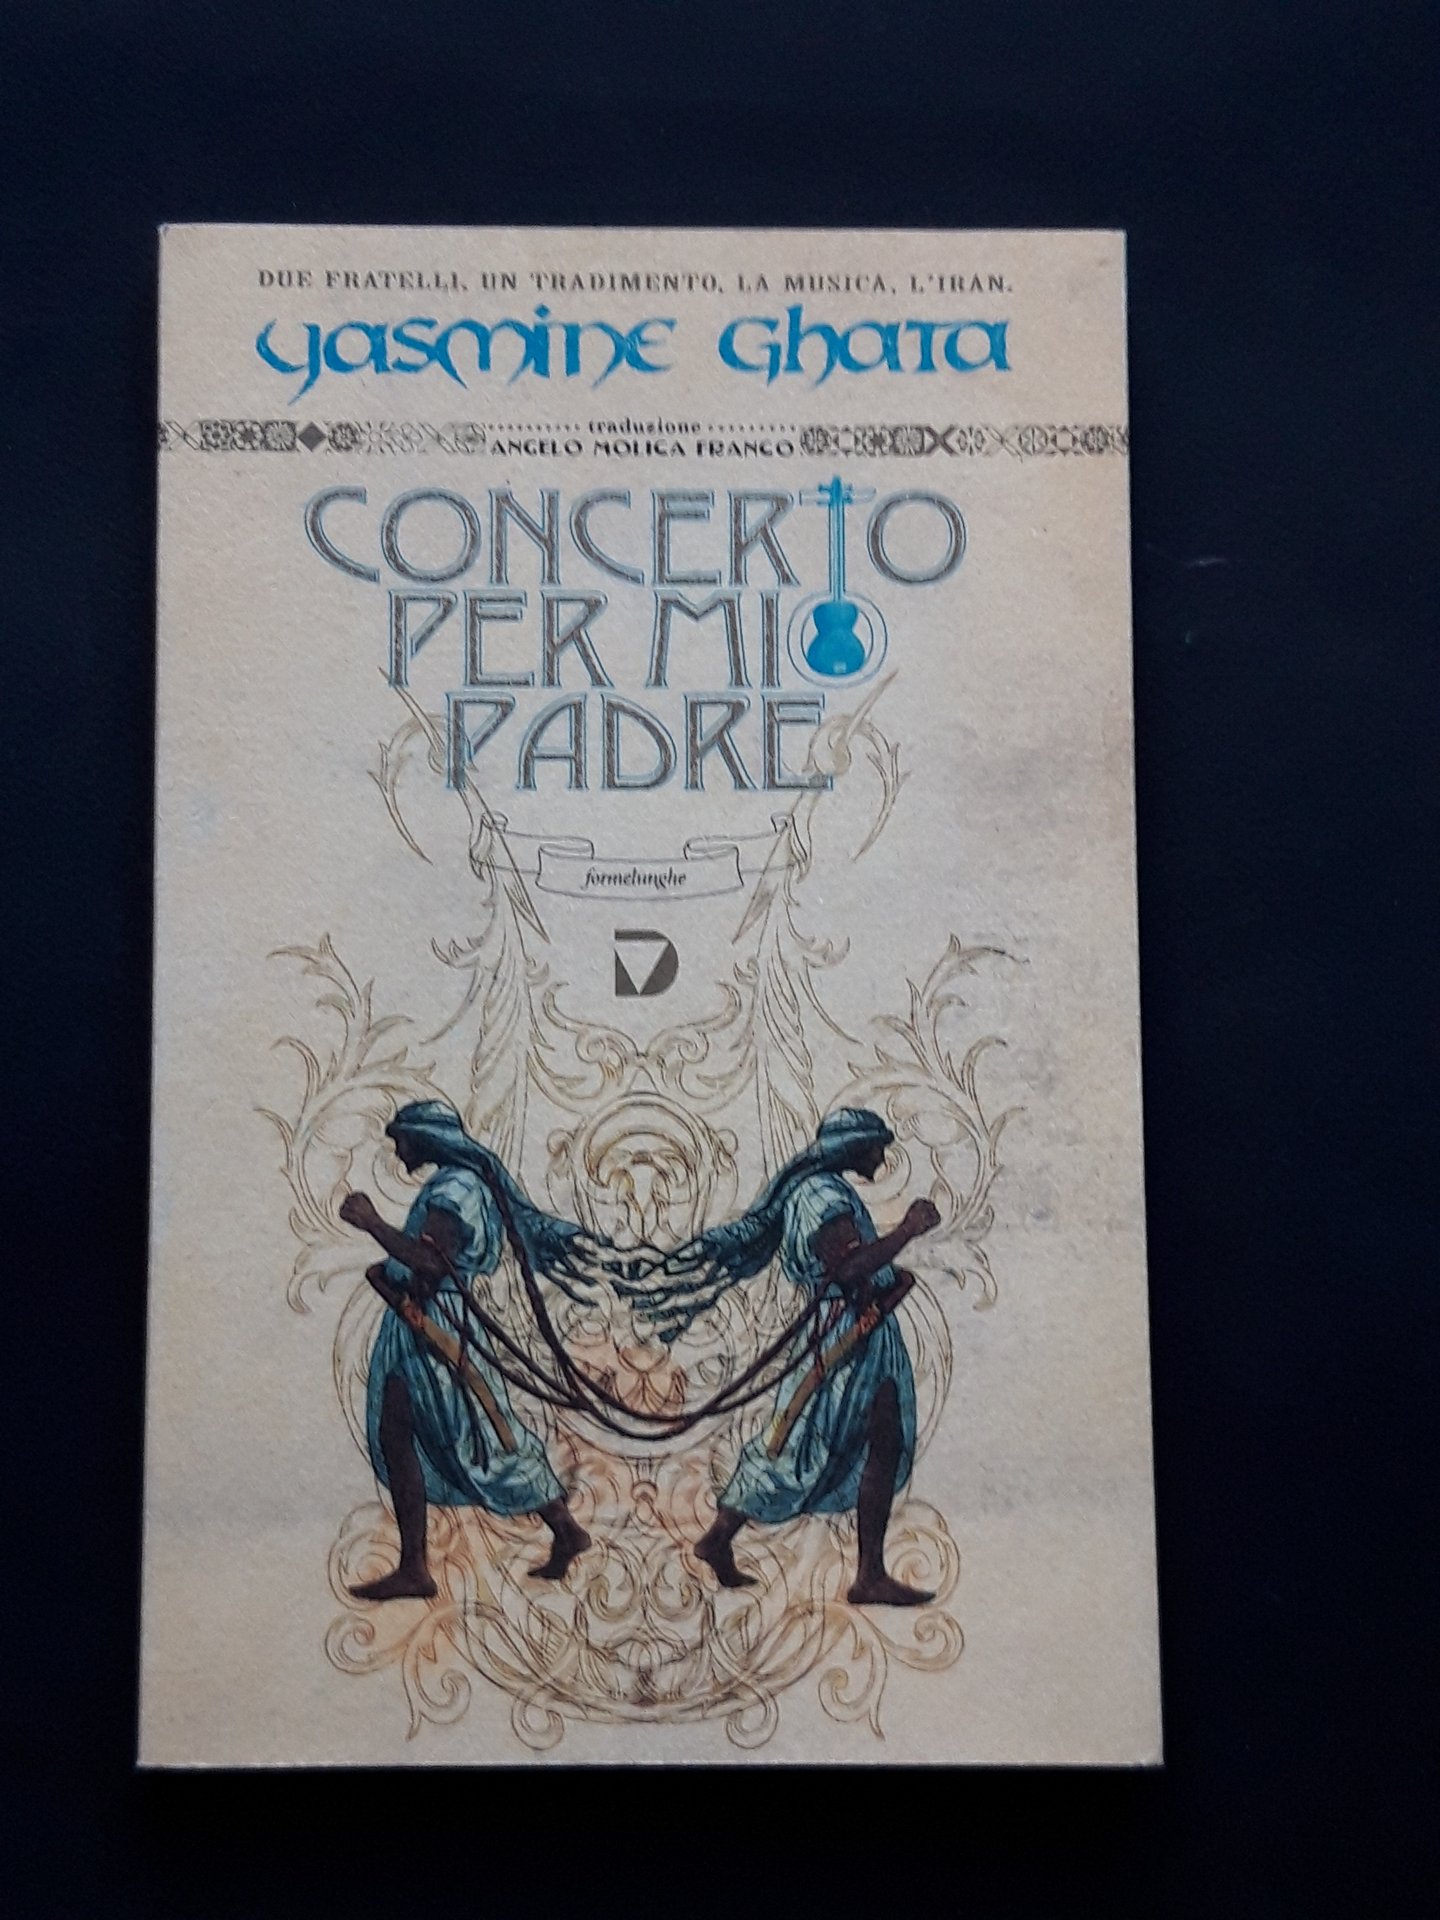 DUE FRATELLI, UN TRADIMENTO, LA MUSICA, L'IRAN.
YASMINE GHATA
traduzione
ANGELO MOLICA FRANCO
CONCERTO
PER MIO
PADRE
formelunghe
D